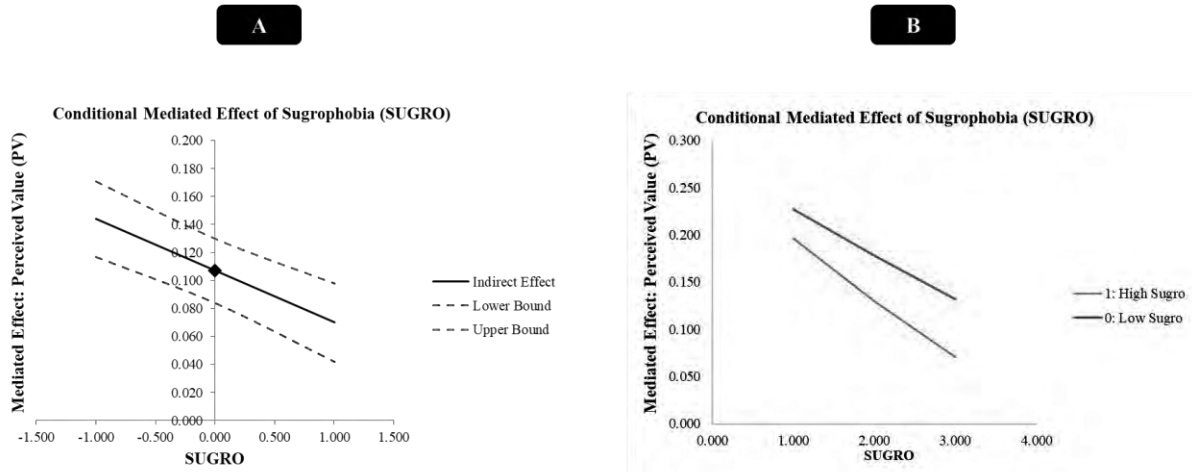 A
Conditional Mediated Effect of Sugrophobia (SUGRO)
Mediated Effect: Perceived Value (PV)
0.200
0.180
0.160
0.140
0.120
0.100
0.080
0.060
0.040
0.020
0.000
-1.500
-1.000
-0.500
0.000
0.500
1.000
1.500
SUGRO
Indirect Effect
Lower Bound
Upper Bound
B
Conditional Mediated Effect of Sugrophobia (SUGRO)
Mediated Effect: Perceived Value (PV)
0.300
0.250
0.200
0.150
0.100
0.050
0.000
0.000
1.000
2.000
3.000
4.000
SUGRO
1: High Sugro
0: Low Sugro